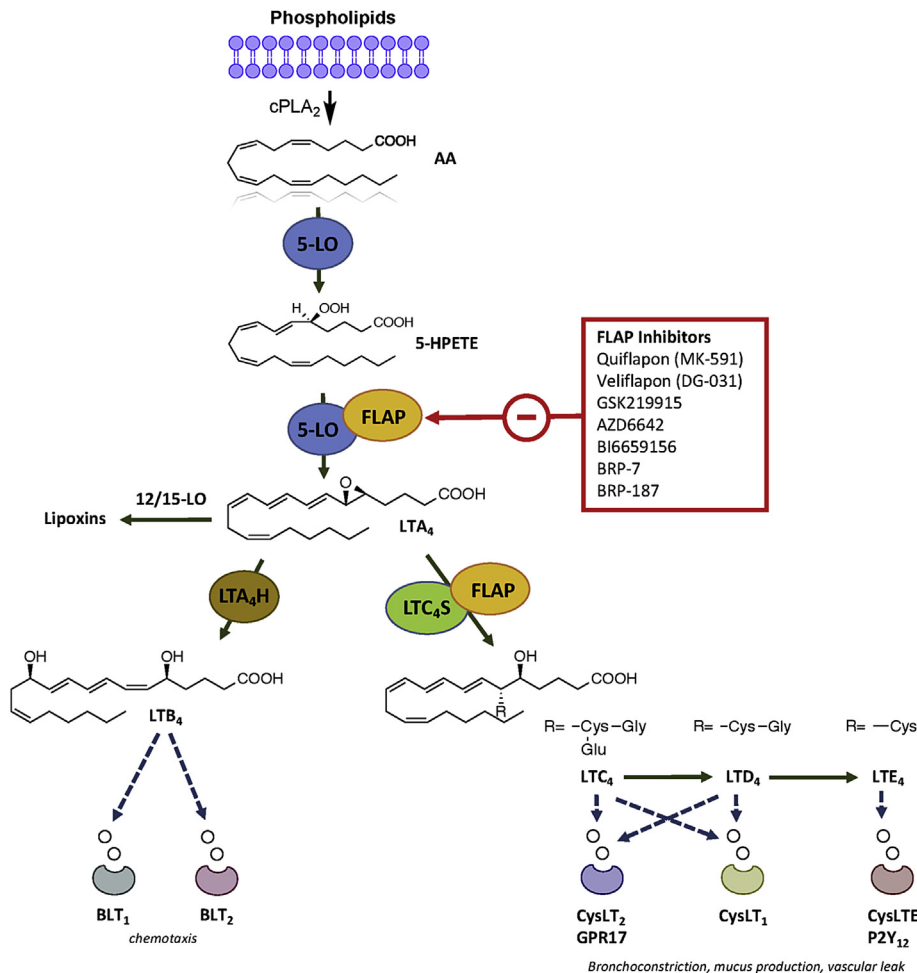 Phospholipids
cPLA₂
COOH
AA
5-LO
H OOH
COOH
5-HPETE
FLAP Inhibitors
Quiflapon (MK-591)
Veliflapon (DG-031)
GSK219915
AZD6642
BI6659156
BRP-7
BRP-187
5-LO FLAP
O
COOH
12/15-LO
Lipoxins
LTA₄
LTA₄H
LTC₄S
FLAP
OH OH
COOH
LTB₄
OH
COOH
R
R= —Cys—Gly
Glu
R= —Cys—Gly
R= —Cys
LTC₄
LTD₄
LTE₄
BLT₁
BLT₂
chemotaxis
CysLT₂
GPR17
CysLT₁
CysLTE
P2Y₁₂
Bronchoconstriction, mucus production, vascular leak